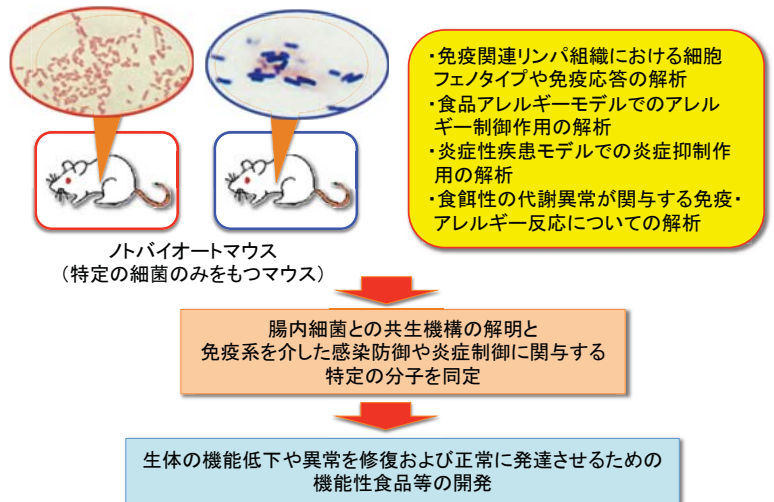 ・免疫関連リンパ組織における細胞
フェノタイプや免疫応答の解析
・食品アレルギーモデルでのアレル
ギー制御作用の解析
・炎症性疾患モデルでの炎症抑制作
用の解析
・食餌性の代謝異常が関与する免疫・
アレルギー反応についての解析
ノトバイオートマウス
（特定の細菌のみをもつマウス）
腸内細菌との共生機構の解明と
免疫系を介した感染防御や炎症制御に関与する
特定の分子を同定
生体の機能低下や異常を修復および正常に発達させるための
機能性食品等の開発